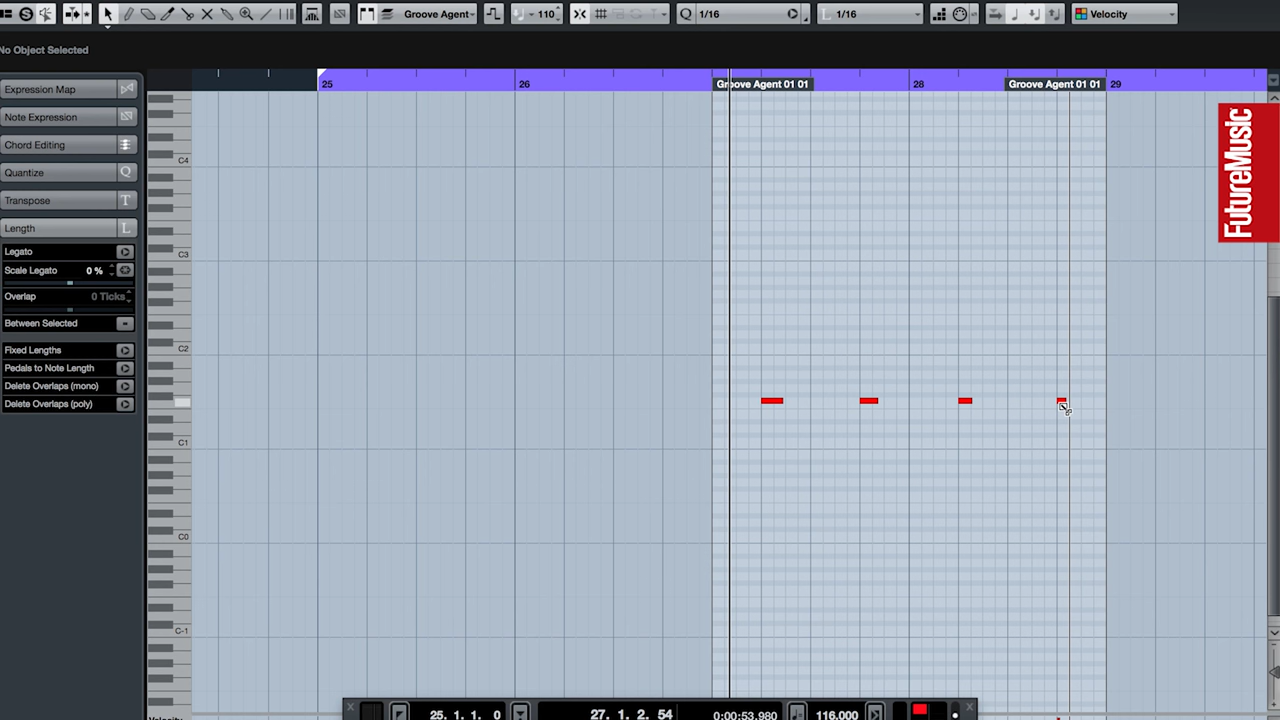 Groove Agent
110
1/16
1/16
Velocity
No Object Selected
25
26
Groove Agent 01 01
28
Groove Agent 01 01
29
Expression Map
Note Expression
Chord Editing
Quantize
Transpose
Length
Legato
Scale Legato 0 %
Overlap 0 Ticks
Between Selected
Fixed Lengths
Pedals to Note Length
Delete Overlaps (mono)
Delete Overlaps (poly)
C4
C3
C2
C1
C0
C-1
FutureMusic
25. 1. 1. 0
27. 1. 2. 54
0:00:53.980
116.000
Velocity